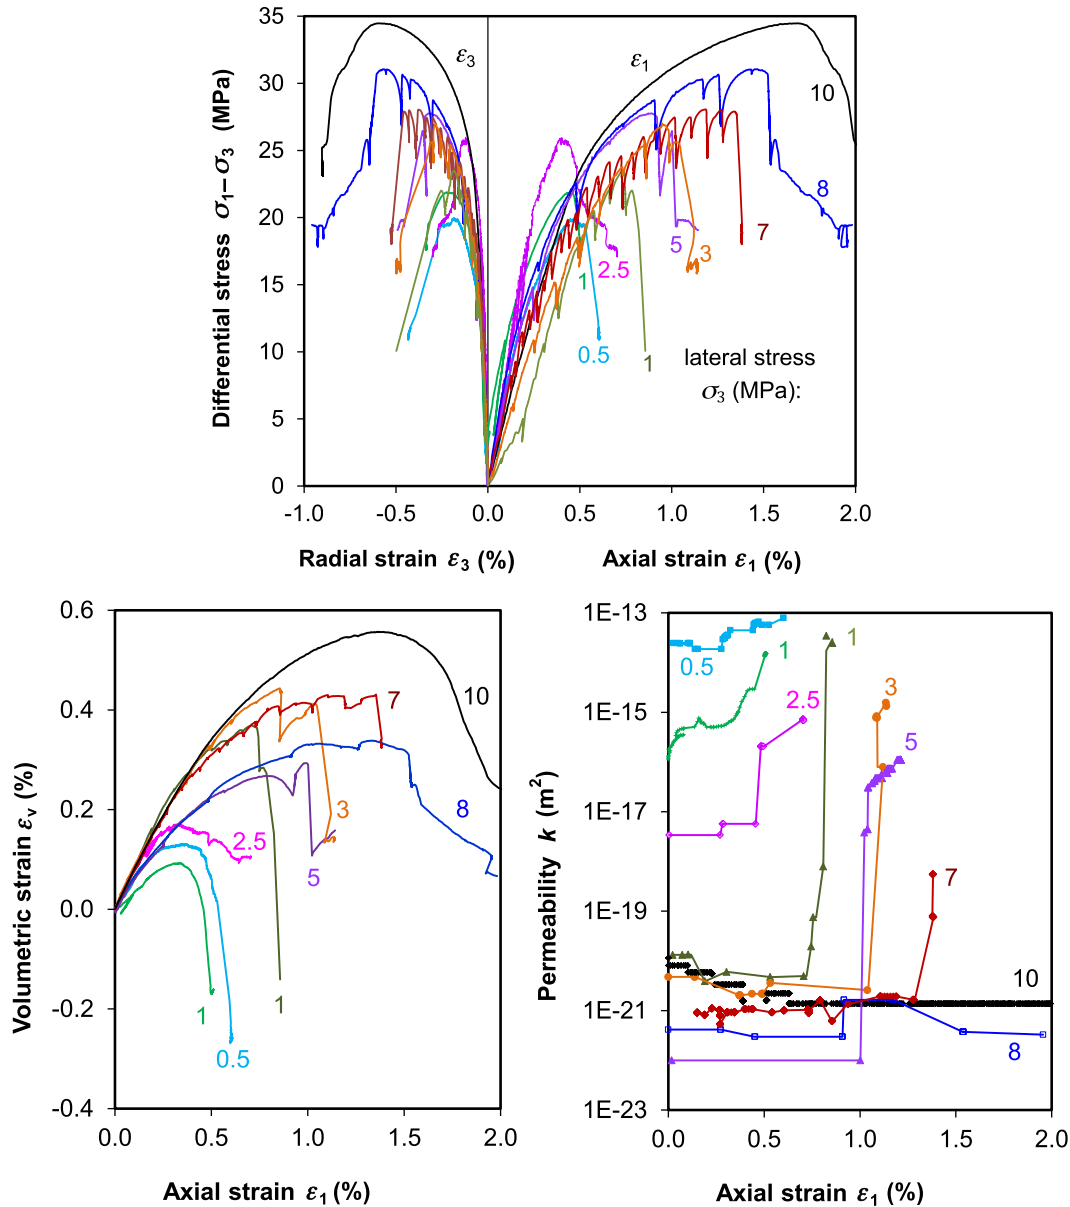 35
30
25
20
15
10
5
0
Differential stress σ1–σ3 (MPa)
ε3
ε1
10
8
7
5
3
2.5
1
0.5
1
lateral stress
σ3 (MPa):
-1.0 -0.5 0.0 0.5 1.0 1.5 2.0
Radial strain ε3 (%) Axial strain ε1 (%)
0.6
0.4
0.2
0.0
-0.2
-0.4
Volumetric strain εv (%)
10
7
8
3
2.5
5
1
1
0.5
0.0 0.5 1.0 1.5 2.0
Axial strain ε1 (%)
1E-13
1E-15
1E-17
1E-19
1E-21
1E-23
Permeability k (m2)
0.5
1
1
2.5
3
5
7
10
8
0.0 0.5 1.0 1.5 2.0
Axial strain ε1 (%)